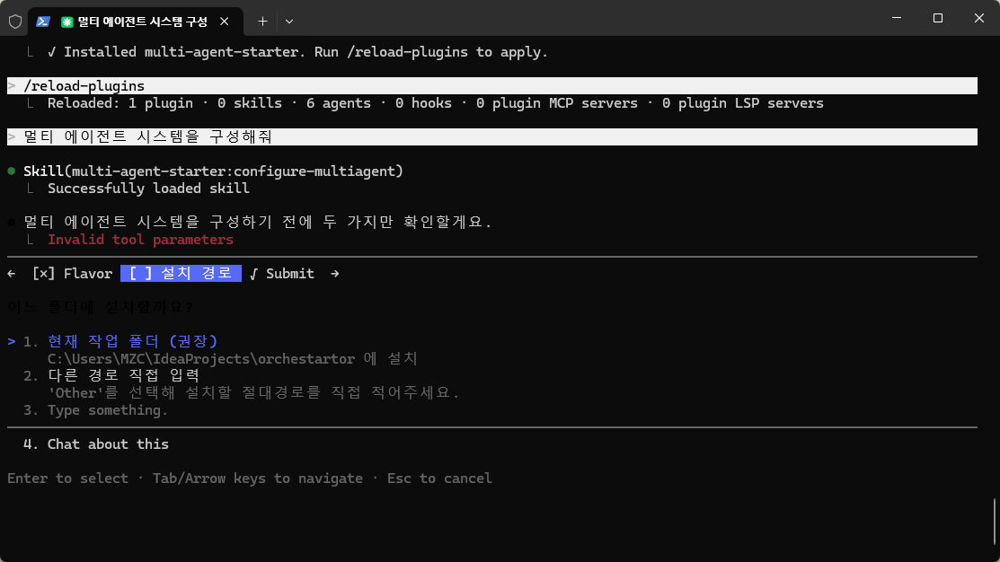 멀티 에이전트 시스템 구성
└ √ Installed multi-agent-starter. Run /reload-plugins to apply.
> /reload-plugins
└ Reloaded: 1 plugin · 0 skills · 6 agents · 0 hooks · 0 plugin MCP servers · 0 plugin LSP servers
> 멀티 에이전트 시스템을 구성해줘
● Skill(multi-agent-starter:configure-multiagent)
└ Successfully loaded skill
● 멀티 에이전트 시스템을 구성하기 전에 두 가지만 확인할게요.
└ Invalid tool parameters
← [×] Flavor [ ] 설치 경로 √ Submit →
어느 폴더에 설치할까요?
> 1. 현재 작업 폴더 (권장)
C:\Users\MZC\IdeaProjects\orchestartor 에 설치
2. 다른 경로 직접 입력
'Other'를 선택해 설치할 절대경로를 직접 적어주세요.
3. Type something.
4. Chat about this
Enter to select · Tab/Arrow keys to navigate · Esc to cancel